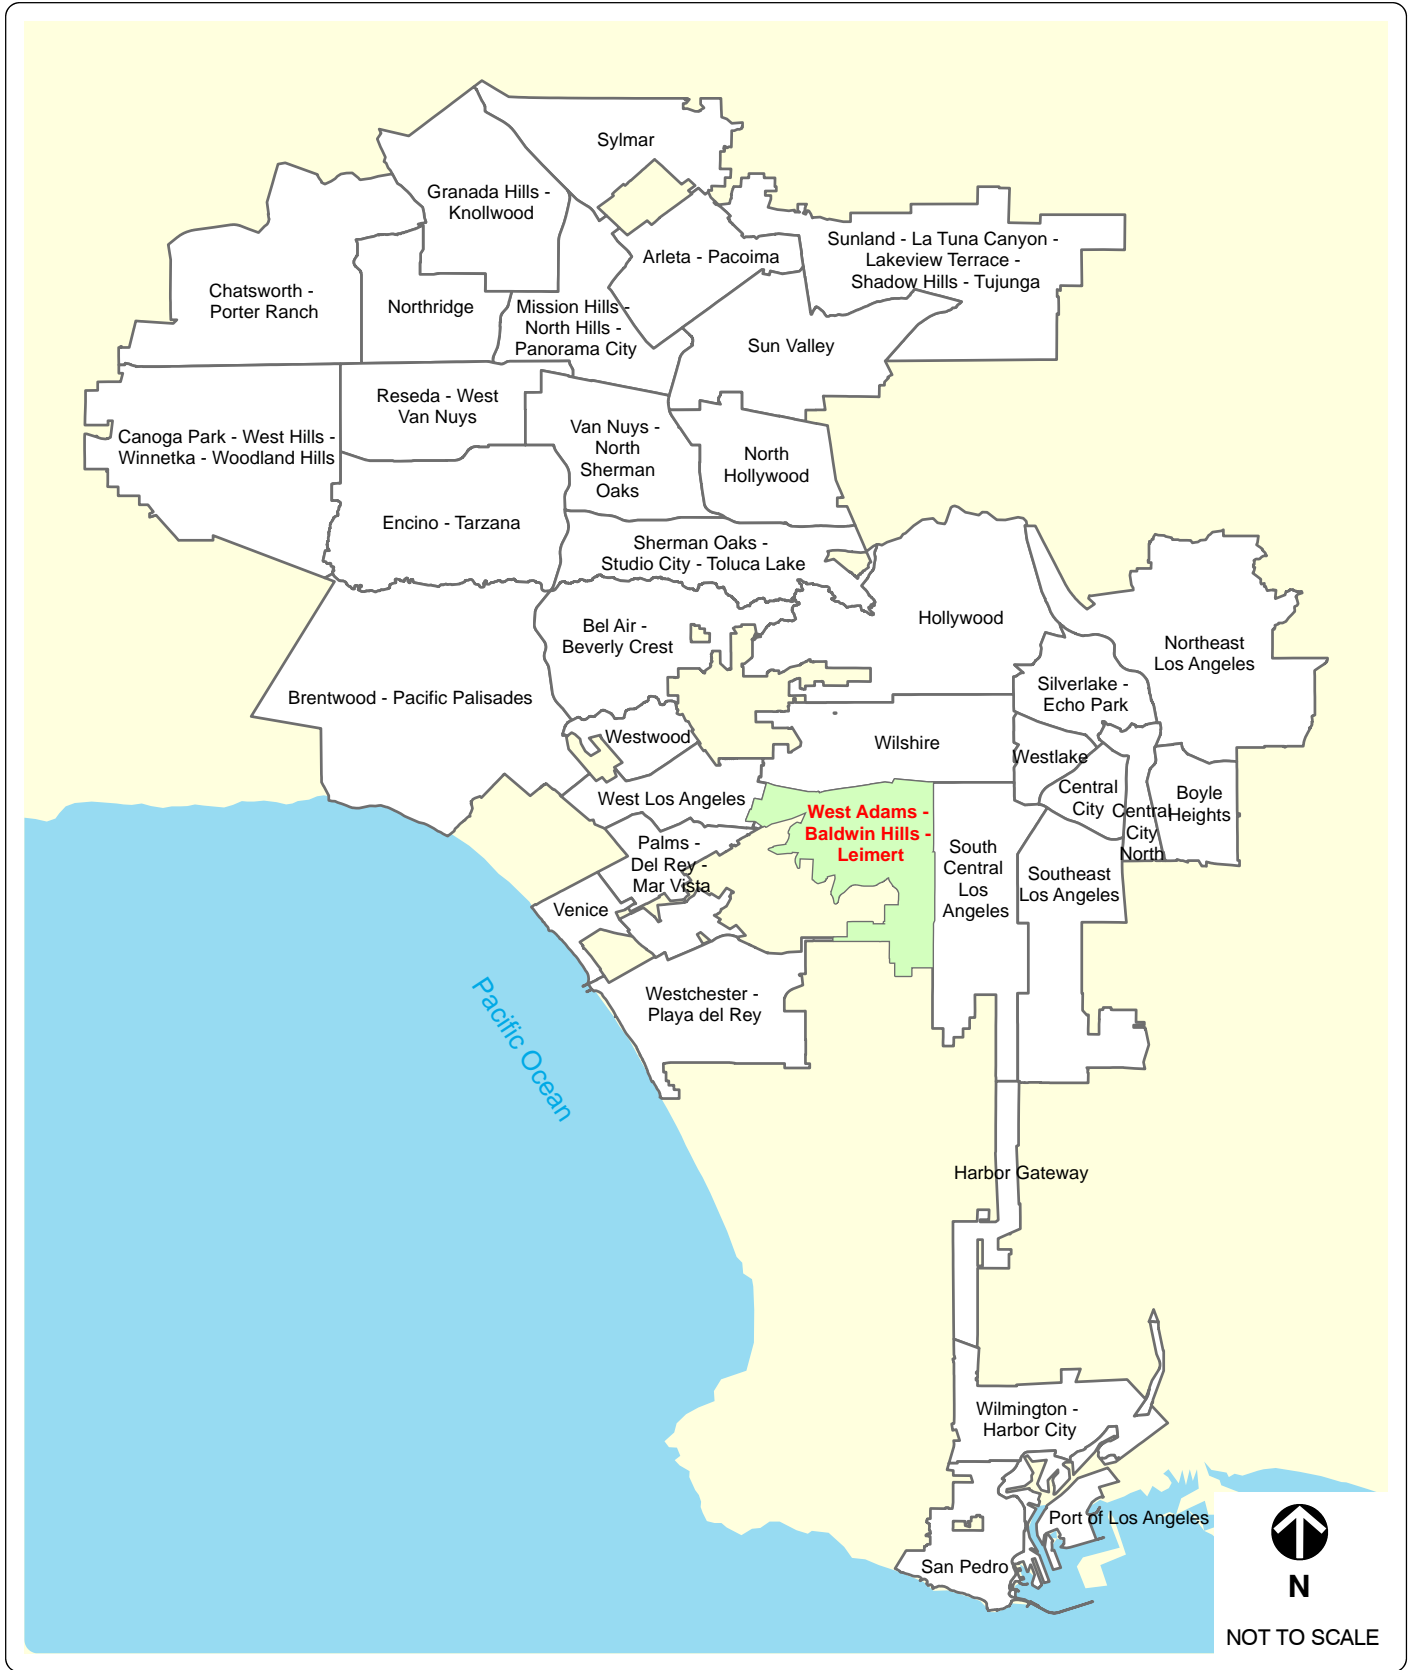 Sylmar
Granada Hills -
Knollwood
Sunland - La Tuna Canyon -
Lakeview Terrace -
Shadow Hills - Tujunga
Arleta - Pacoima
Chatsworth -
Porter Ranch
Northridge
Mission Hills -
North Hills -
Panorama City
Sun Valley
Reseda - West
Van Nuys
Canoga Park - West Hills -
Winnetka - Woodland Hills
Van Nuys -
North
Sherman
Oaks
North
Hollywood
Encino - Tarzana
Sherman Oaks -
Studio City - Toluca Lake
Hollywood
Bel Air -
Beverly Crest
Northeast
Los Angeles
Brentwood - Pacific Palisades
Silverlake -
Echo Park
Westwood
Wilshire
Westlake
West Los Angeles
Central
City
Boyle
Heights
Central
City
North
West Adams -
Baldwin Hills -
Leimert
Palms -
Del Rey -
Mar Vista
South
Central
Los
Angeles
Southeast
Los Angeles
Venice
Westchester -
Playa del Rey
Pacific Ocean
Harbor Gateway
Wilmington -
Harbor City
Port of Los Angeles
San Pedro
N
NOT TO SCALE